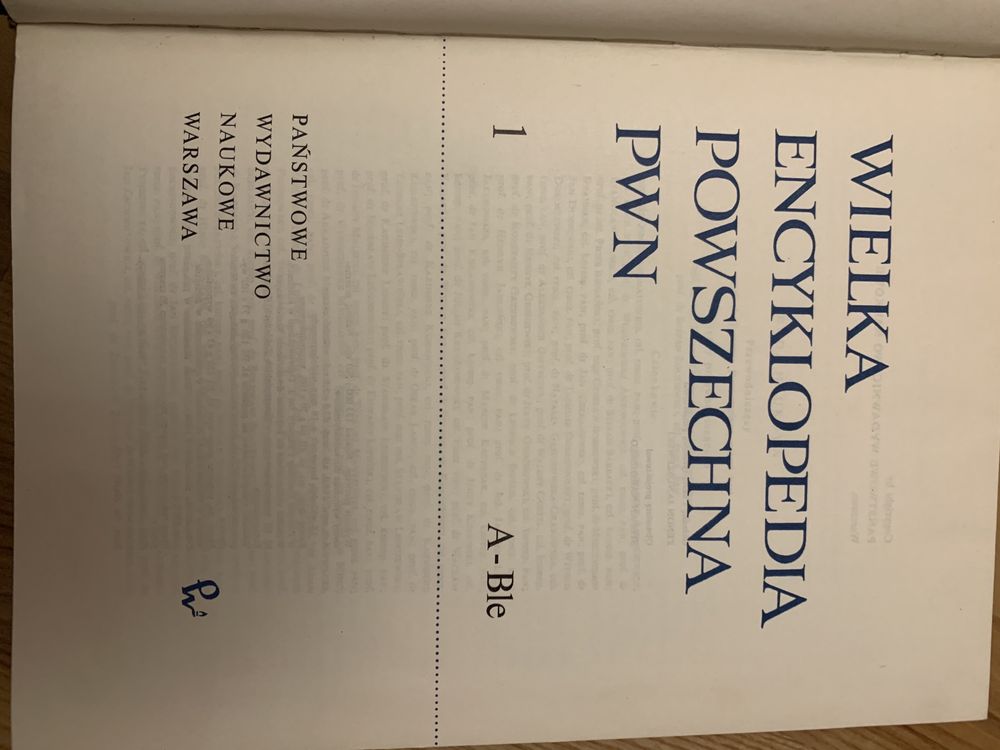 WIELKA
ENCYKLOPEDIA
POWSZECHNA
PWN
1 A - Ble
PAŃSTWOWE
WYDAWNICTWO
NAUKOWE
WARSZAWA